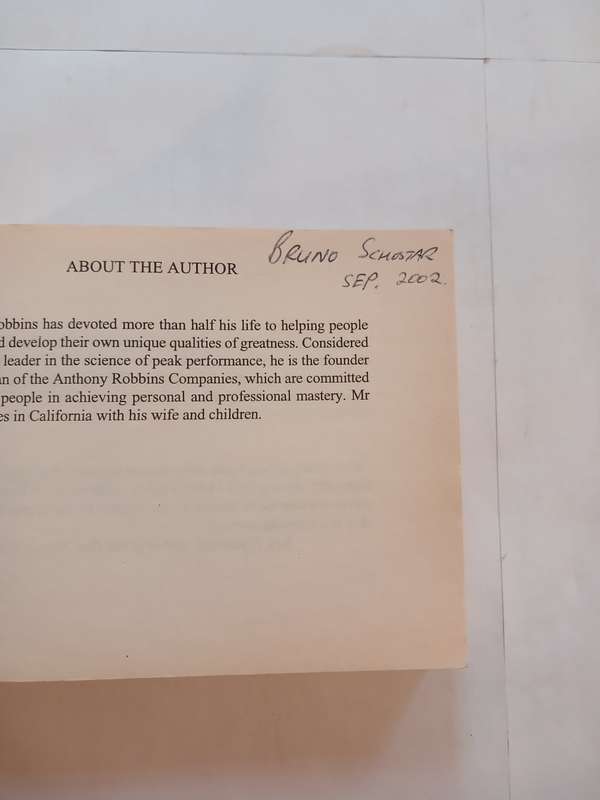 BRUNO SCHOSTAR
SEP. 2002.
ABOUT THE AUTHOR
obbins has devoted more than half his life to helping people
d develop their own unique qualities of greatness. Considered
leader in the science of peak performance, he is the founder
an of the Anthony Robbins Companies, which are committed
people in achieving personal and professional mastery. Mr
es in California with his wife and children.